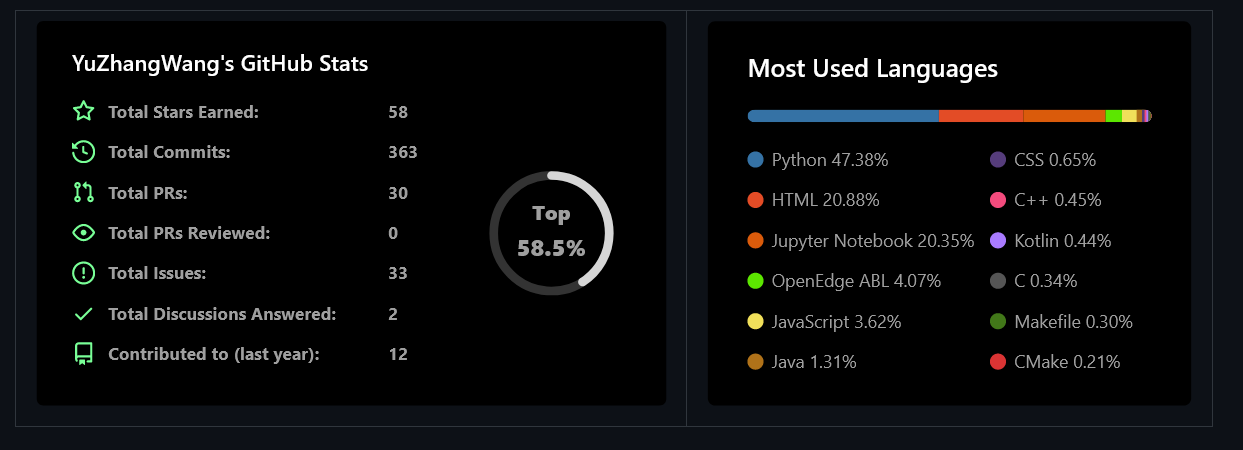 YuZhangWang's GitHub Stats
Total Stars Earned: 58
Total Commits: 363
Total PRs: 30
Total PRs Reviewed: 0
Total Issues: 33
Total Discussions Answered: 2
Contributed to (last year): 12
Top
58.5%
Most Used Languages
Python 47.38%
HTML 20.88%
Jupyter Notebook 20.35%
OpenEdge ABL 4.07%
JavaScript 3.62%
Java 1.31%
CSS 0.65%
C++ 0.45%
Kotlin 0.44%
C 0.34%
Makefile 0.30%
CMake 0.21%